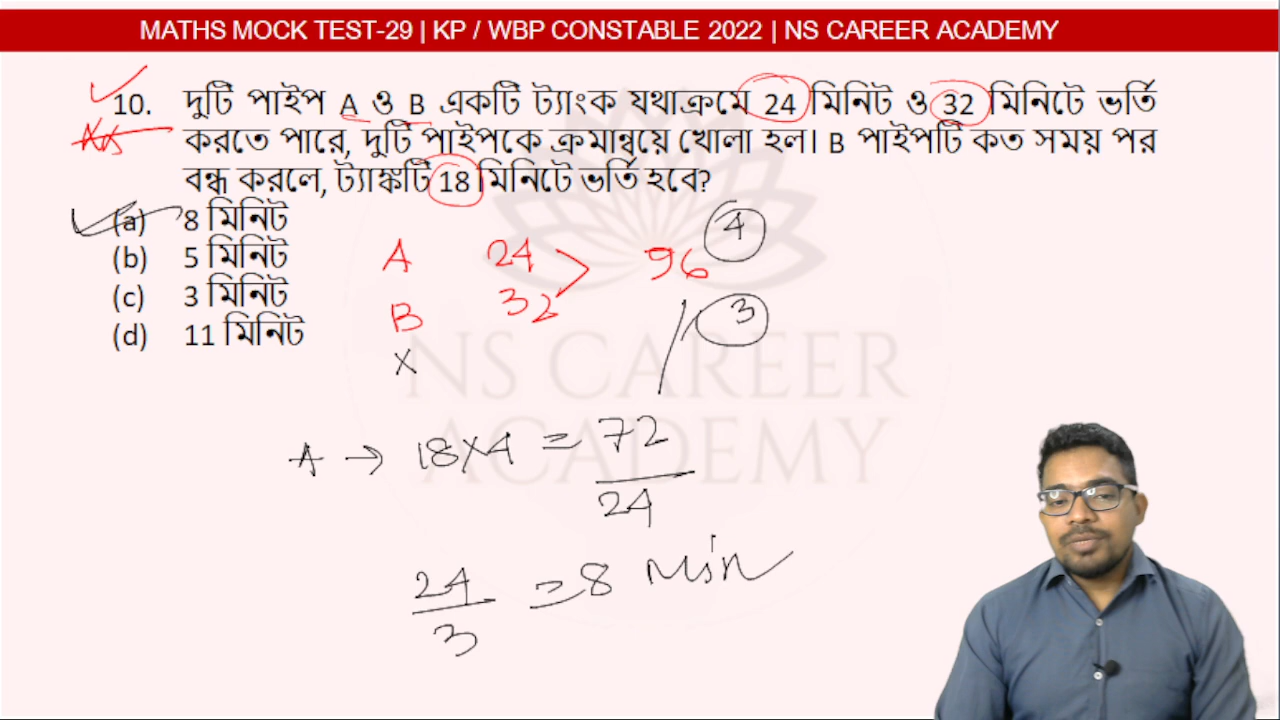 MATHS MOCK TEST-29 | KP / WBP CONSTABLE 2022 | NS CAREER ACADEMY
10. দুটি পাইপ A ও B একটি ট্যাংক যথাক্রমে 24 মিনিট ও 32 মিনিটে ভর্তি
করতে পারে, দুটি পাইপকে ক্রমান্বয়ে খোলা হল। B পাইপটি কত সময় পর
বন্ধ করলে, ট্যাঙ্কটি 18 মিনিটে ভর্তি হবে?
(a) 8 মিনিট
(b) 5 মিনিট
(c) 3 মিনিট
(d) 11 মিনিট
A 24 > 96 4
B 32 3
x
NS CAREER
ACADEMY
A → 18x4 = 72
24
24 = 8 Min
3